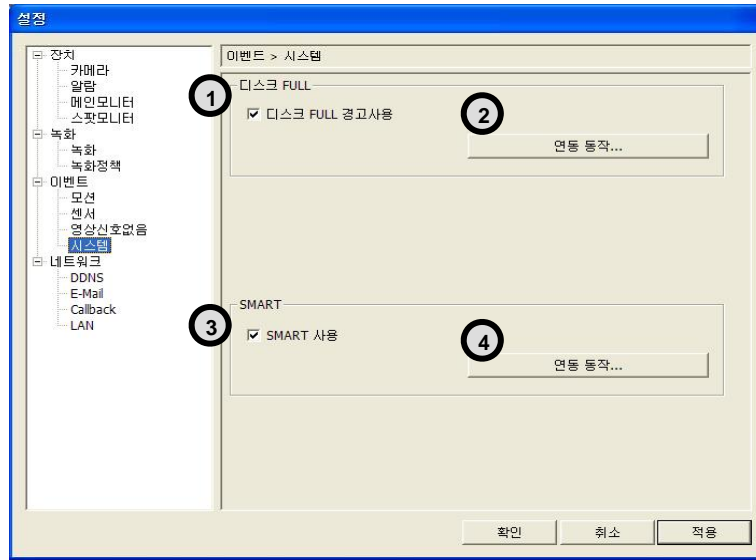 설정
장치
카메라
알람
메인모니터
스팟모니터
녹화
녹화
녹화정책
이벤트
모션
센서
영상신호없음
시스템
네트워크
DDNS
E-Mail
Callback
LAN
이벤트 > 시스템
디스크 FULL
1
디스크 FULL 경고사용
2
연동 동작...
SMART
3
SMART 사용
4
연동 동작...
확인
취소
적용